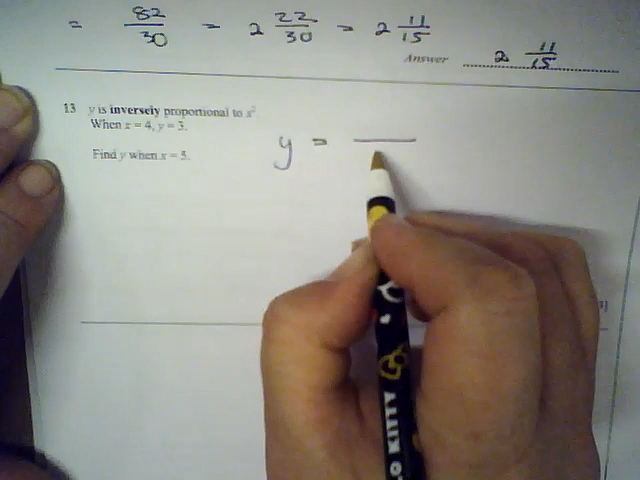 = 82/30 = 2 22/30 = 2 11/15
Answer 2 11/15
13 y is inversely proportional to x²
When x = 4, y = 3.
Find y when x = 5.
y =
LO KITTY